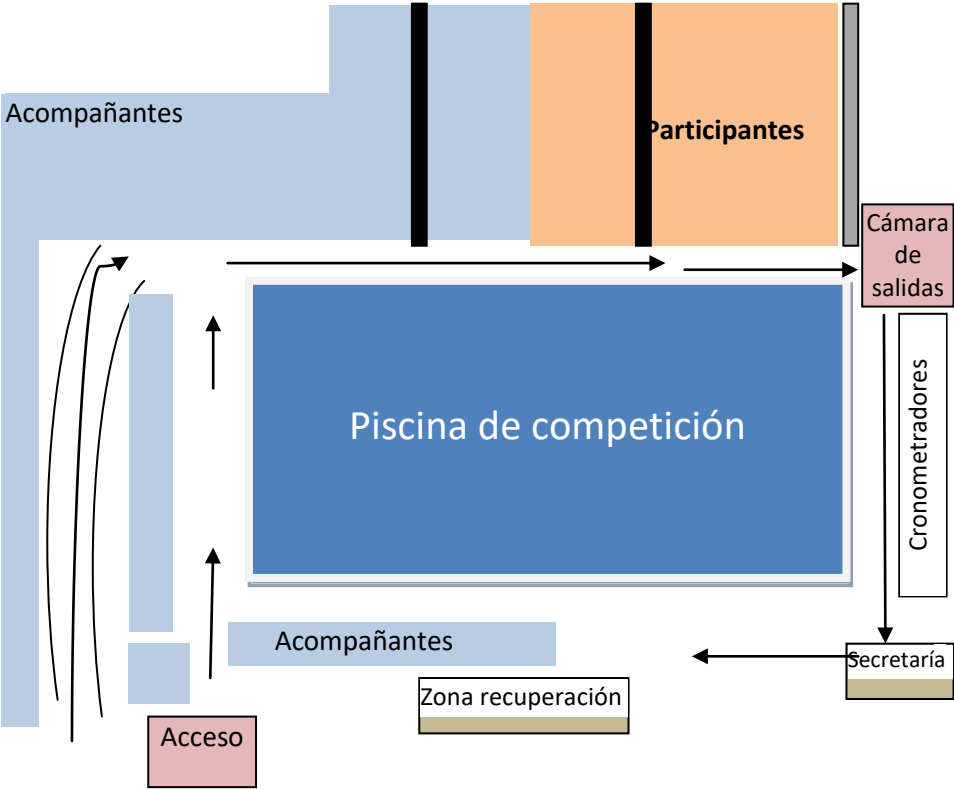 Acompañantes
Participantes
Cámara
de
salidas
Piscina de competición
Cronometradores
Acompañantes
Secretaría
Zona recuperación
Acceso